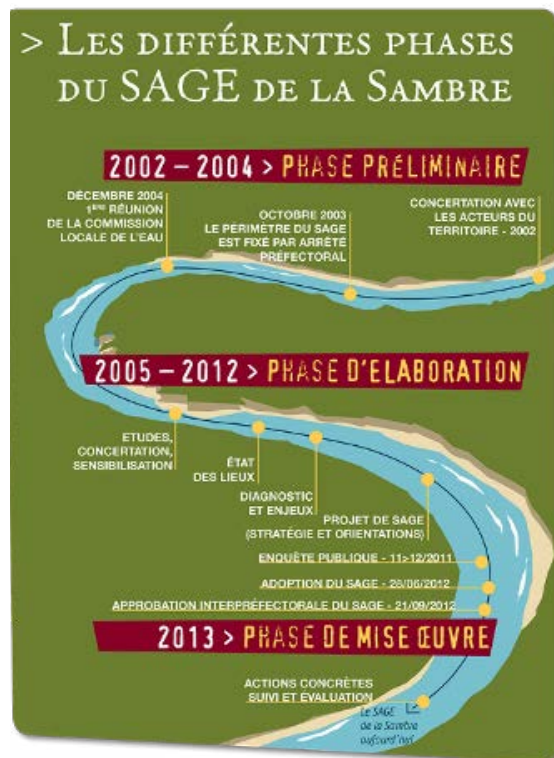 > LES DIFFÉRENTES PHASES
DU SAGE DE LA SAMBRE
2002 – 2004 > PHASE PRÉLIMINAIRE
DÉCEMBRE 2004
1ÈRE RÉUNION
DE LA COMMISSION
LOCALE DE L'EAU
OCTOBRE 2003
LE PÉRIMÈTRE DU SAGE
EST FIXÉ PAR ARRÊTÉ
PRÉFECTORAL
CONCERTATION AVEC
LES ACTEURS DU
TERRITOIRE - 2002
2005 – 2012 > PHASE D'ELABORATION
ETUDES,
CONCERTATION,
SENSIBILISATION
ÉTAT
DES LIEUX
DIAGNOSTIC
ET ENJEUX
PROJET DE SAGE
(STRATÉGIE ET ORIENTATIONS)
ENQUÊTE PUBLIQUE - 11>12/2011
ADOPTION DU SAGE - 28/06/2012
APPROBATION INTERPRÉFECTORALE DU SAGE - 21/09/2012
2013 > PHASE DE MISE ŒUVRE
ACTIONS CONCRÈTES
SUIVI ET ÉVALUATION
Le SAGE
de la Sambre
aujourd'hui